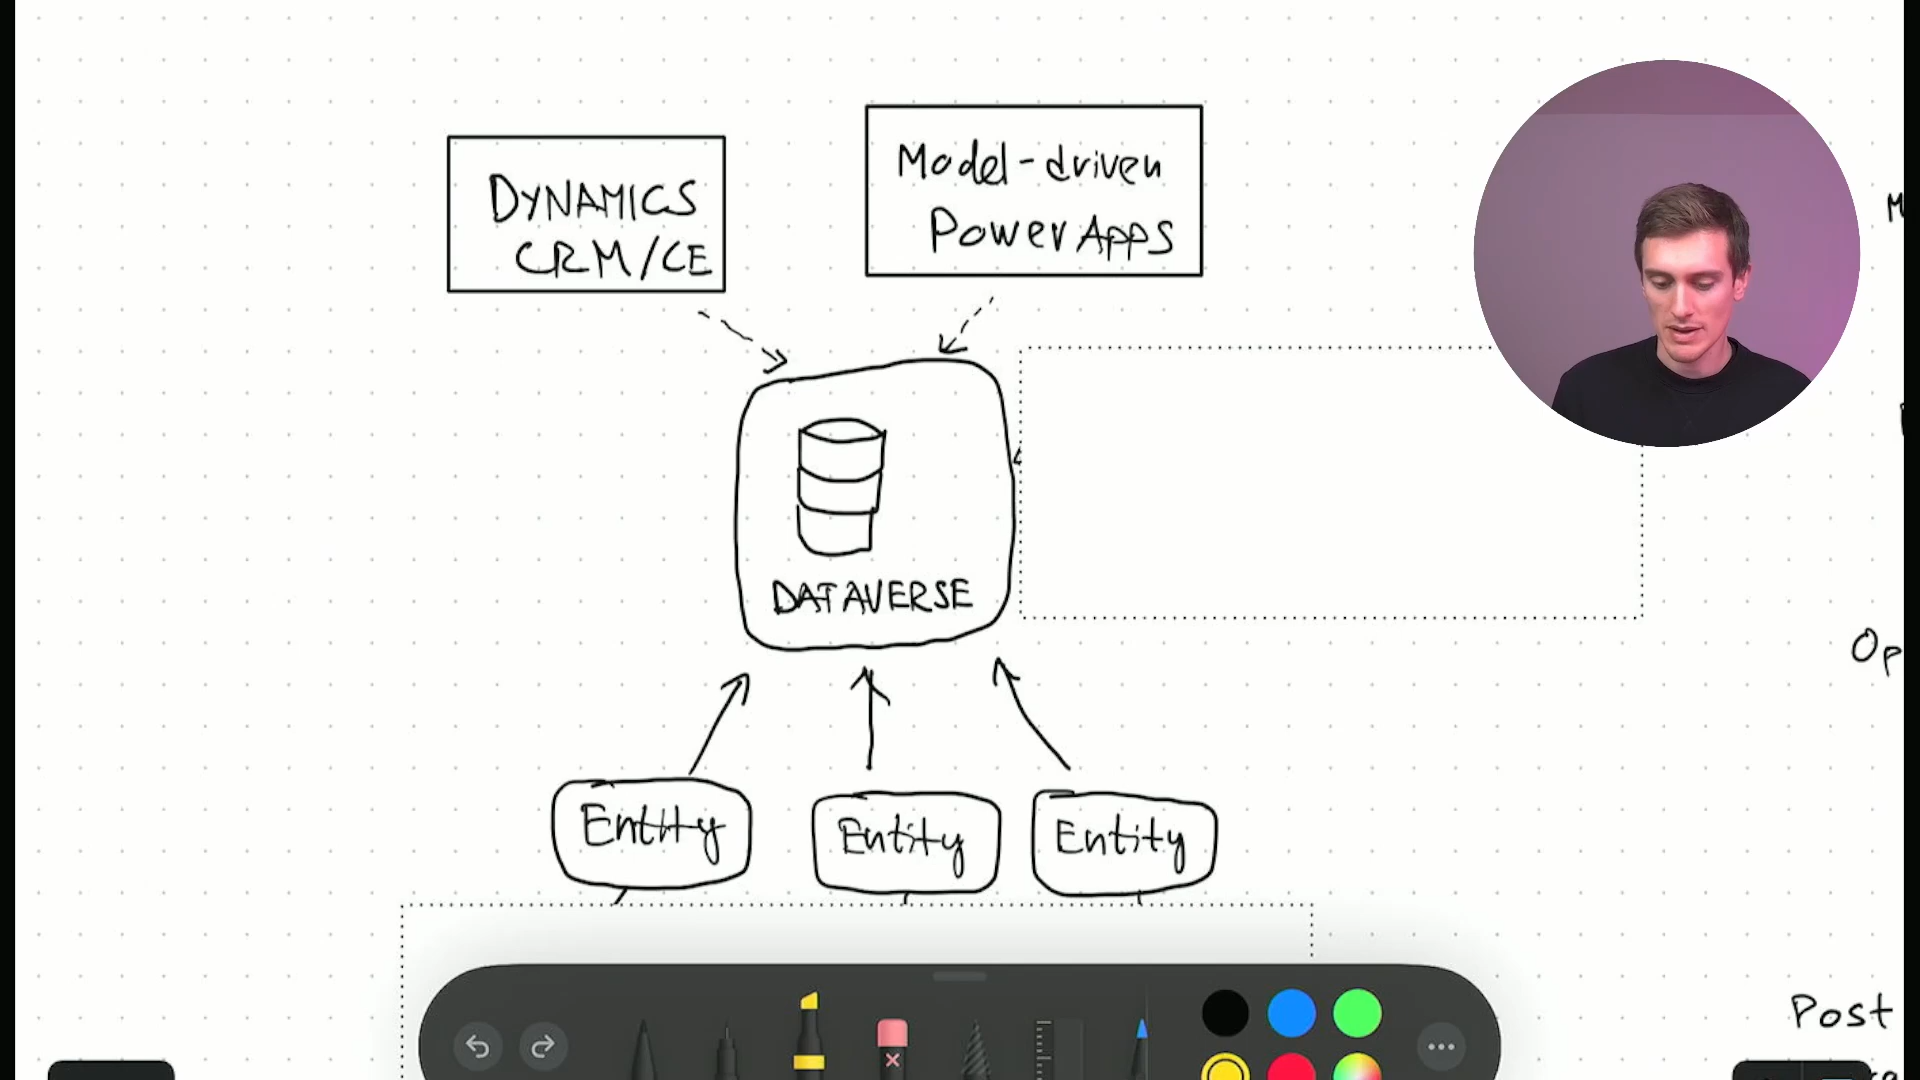 DYNAMICS
CRM/CE
Model-driven
PowerApps
DATAVERSE
Entity
Entity
Entity
Op
Post